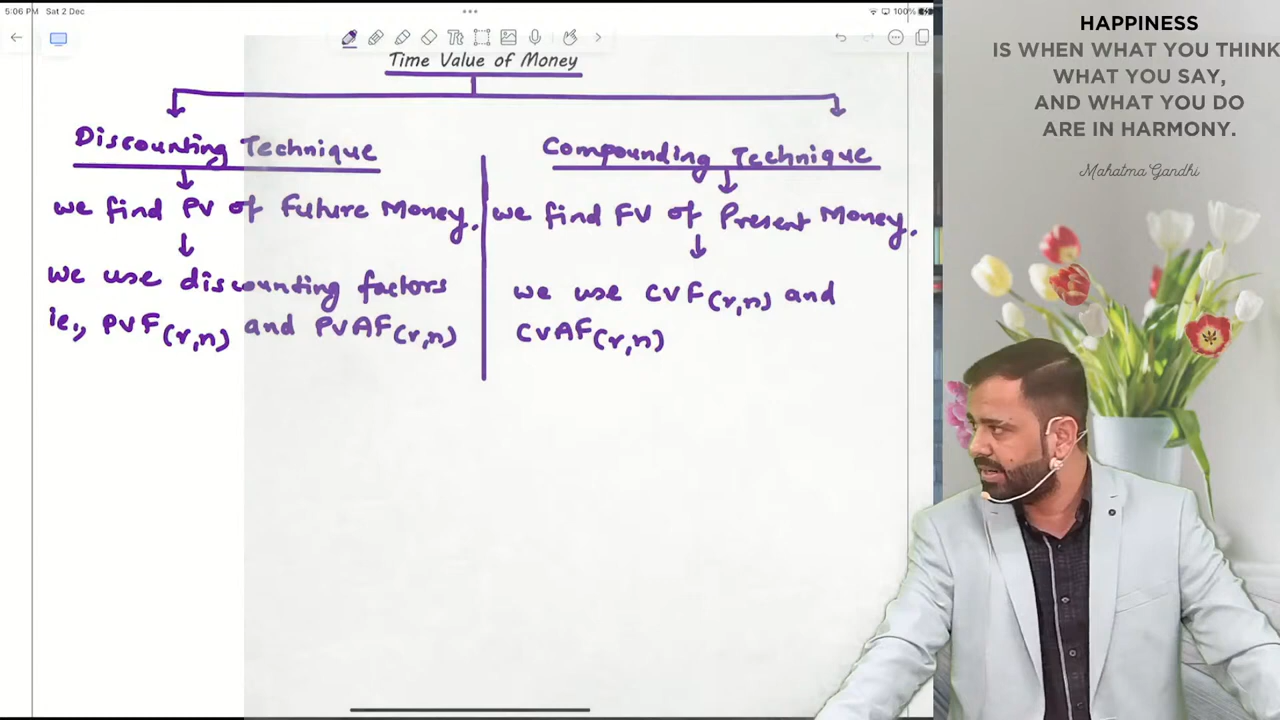 5:06 PM Sat 2 Dec
100%
Time Value of Money
Discounting Technique
we find PV of Future Money.
we use discounting factors
ie., PVF(r,n) and PVAF(r,n)
Compounding Technique
we find FV of Present Money.
we use CVF(r,n) and
CVAF(r,n)
HAPPINESS
IS WHEN WHAT YOU THINK
WHAT YOU SAY,
AND WHAT YOU DO
ARE IN HARMONY.
Mahatma Gandhi